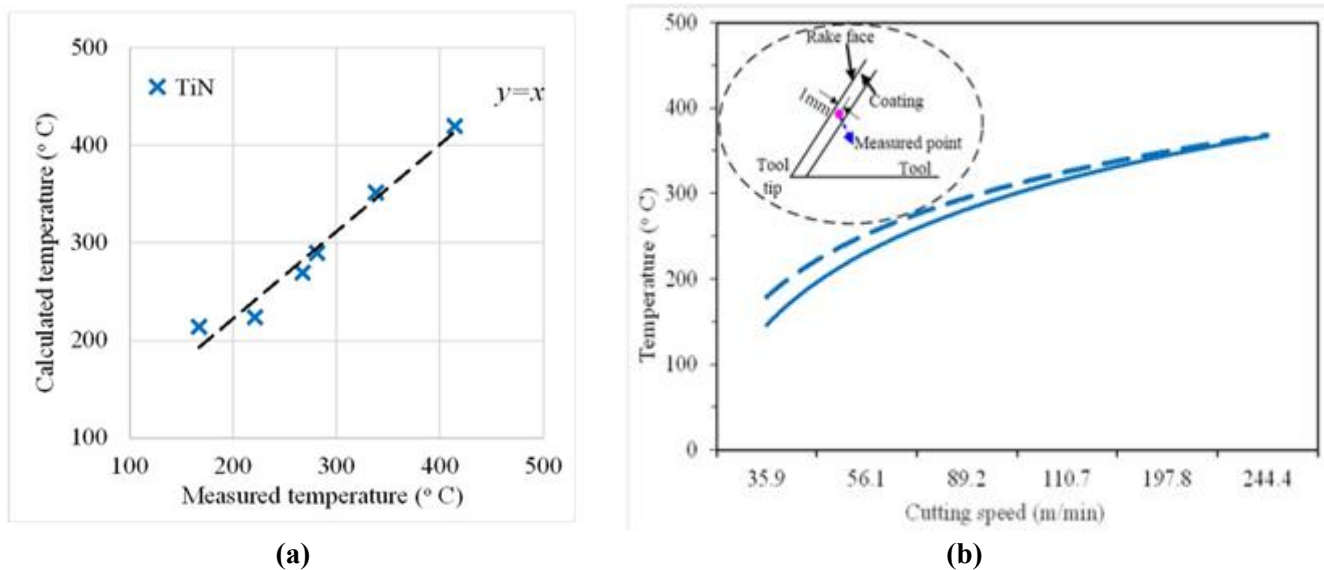 500
400
300
200
100
100
200
300
400
500
TiN
y=x
Calculated temperature (° C)
Measured temperature (° C)
(a)
500
400
300
200
100
0
35.9
56.1
89.2
110.7
197.8
244.4
Temperature (° C)
Cutting speed (m/min)
Rake face
1mm
Coating
Measured point
Tool
tip
Tool
(b)